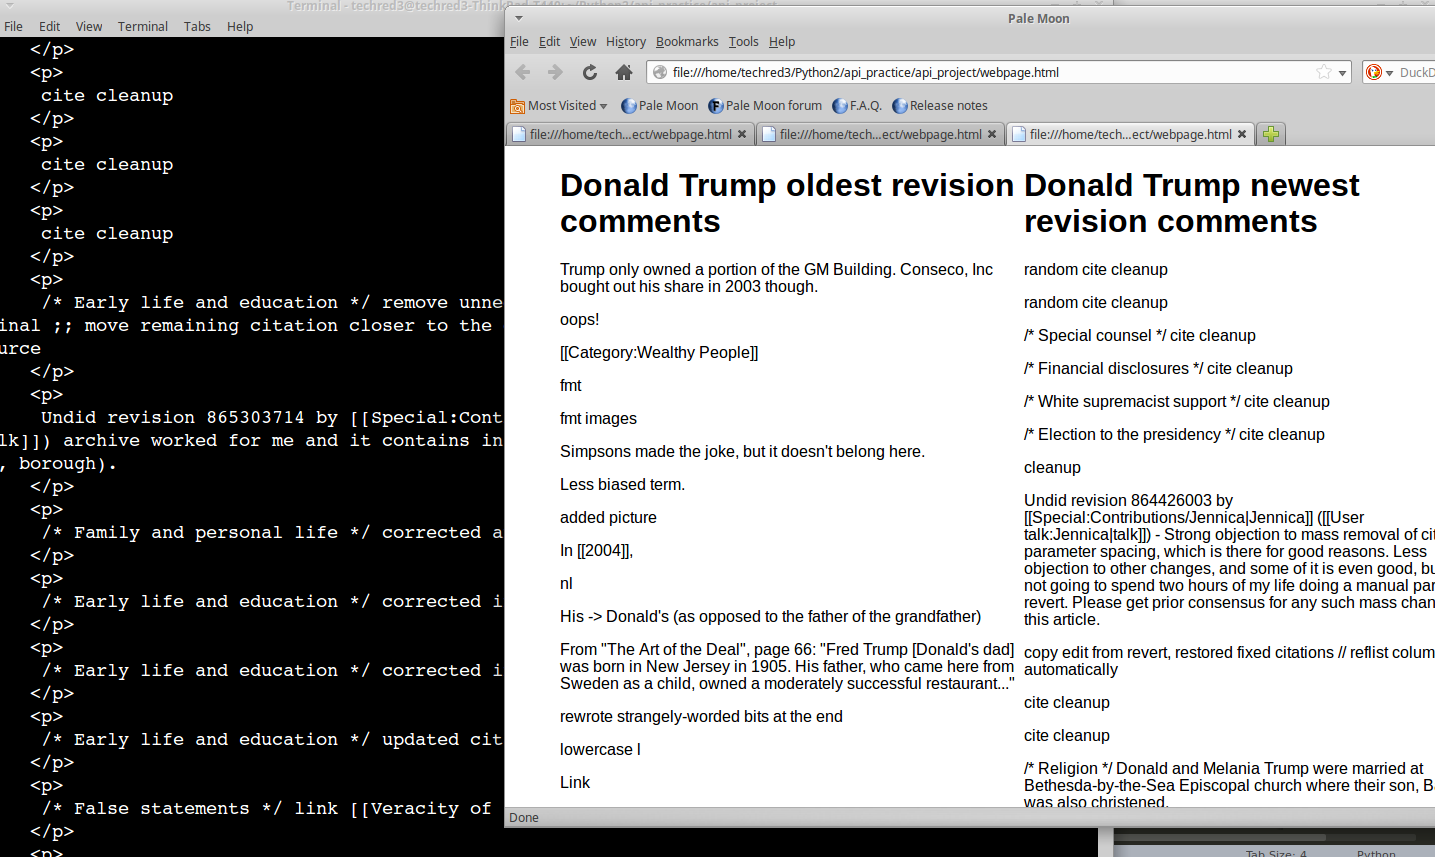 Terminal - techred3@techred3-ThinkPad-T440: ~/Python2/api_practice/api_project
File Edit View Terminal Tabs Help
</p>
<p>
cite cleanup
</p>
<p>
cite cleanup
</p>
<p>
cite cleanup
</p>
<p>
/* Early life and education */ remove unne
inal ;; move remaining citation closer to the
urce
</p>
<p>
Undid revision 865303714 by [[Special:Cont
lk]]) archive worked for me and it contains in
, borough).
</p>
<p>
/* Family and personal life */ corrected a
</p>
<p>
/* Early life and education */ corrected i
</p>
<p>
/* Early life and education */ corrected i
</p>
<p>
/* Early life and education */ updated cit
</p>
<p>
/* False statements */ link [[Veracity of
</p>
<p>
Pale Moon
File Edit View History Bookmarks Tools Help
file:///home/techred3/Python2/api_practice/api_project/webpage.html
DuckD
Most Visited Pale Moon Pale Moon forum F.A.Q. Release notes
file:///home/tech...ect/webpage.html file:///home/tech...ect/webpage.html file:///home/tech...ect/webpage.html
Donald Trump oldest revision
comments
Trump only owned a portion of the GM Building. Conseco, Inc
bought out his share in 2003 though.
oops!
[[Category:Wealthy People]]
fmt
fmt images
Simpsons made the joke, but it doesn't belong here.
Less biased term.
added picture
In [[2004]],
nl
His -> Donald's (as opposed to the father of the grandfather)
From "The Art of the Deal", page 66: "Fred Trump [Donald's dad]
was born in New Jersey in 1905. His father, who came here from
Sweden as a child, owned a moderately successful restaurant..."
rewrote strangely-worded bits at the end
lowercase l
Link
Donald Trump newest
revision comments
random cite cleanup
random cite cleanup
/* Special counsel */ cite cleanup
/* Financial disclosures */ cite cleanup
/* White supremacist support */ cite cleanup
/* Election to the presidency */ cite cleanup
cleanup
Undid revision 864426003 by
[[Special:Contributions/Jennica|Jennica]] ([[User
talk:Jennica|talk]]) - Strong objection to mass removal of cit
parameter spacing, which is there for good reasons. Less
objection to other changes, and some of it is even good, bu
not going to spend two hours of my life doing a manual par
revert. Please get prior consensus for any such mass chan
this article.
copy edit from revert, restored fixed citations // reflist colum
automatically
cite cleanup
cite cleanup
/* Religion */ Donald and Melania Trump were married at
Bethesda-by-the-Sea Episcopal church where their son, B
was also christened.
Done
Tab Size: 4 Python